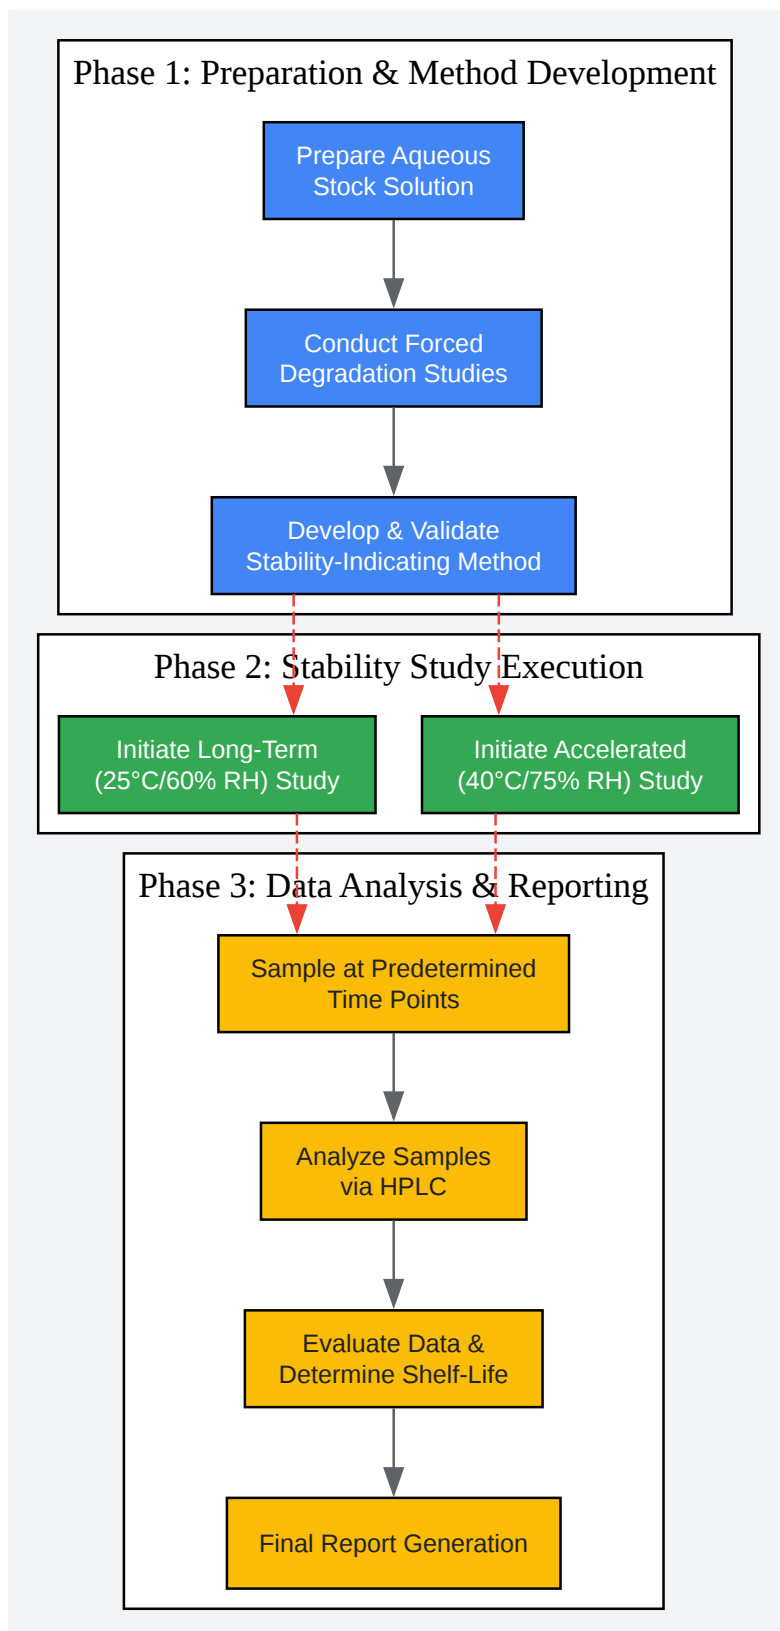 Phase 1: Preparation & Method Development
Prepare Aqueous
Stock Solution
Conduct Forced
Degradation Studies
Develop & Validate
Stability-Indicating Method
Phase 2: Stability Study Execution
Initiate Long-Term
(25°C/60% RH) Study
Initiate Accelerated
(40°C/75% RH) Study
Phase 3: Data Analysis & Reporting
Sample at Predetermined
Time Points
Analyze Samples
via HPLC
Evaluate Data &
Determine Shelf-Life
Final Report Generation